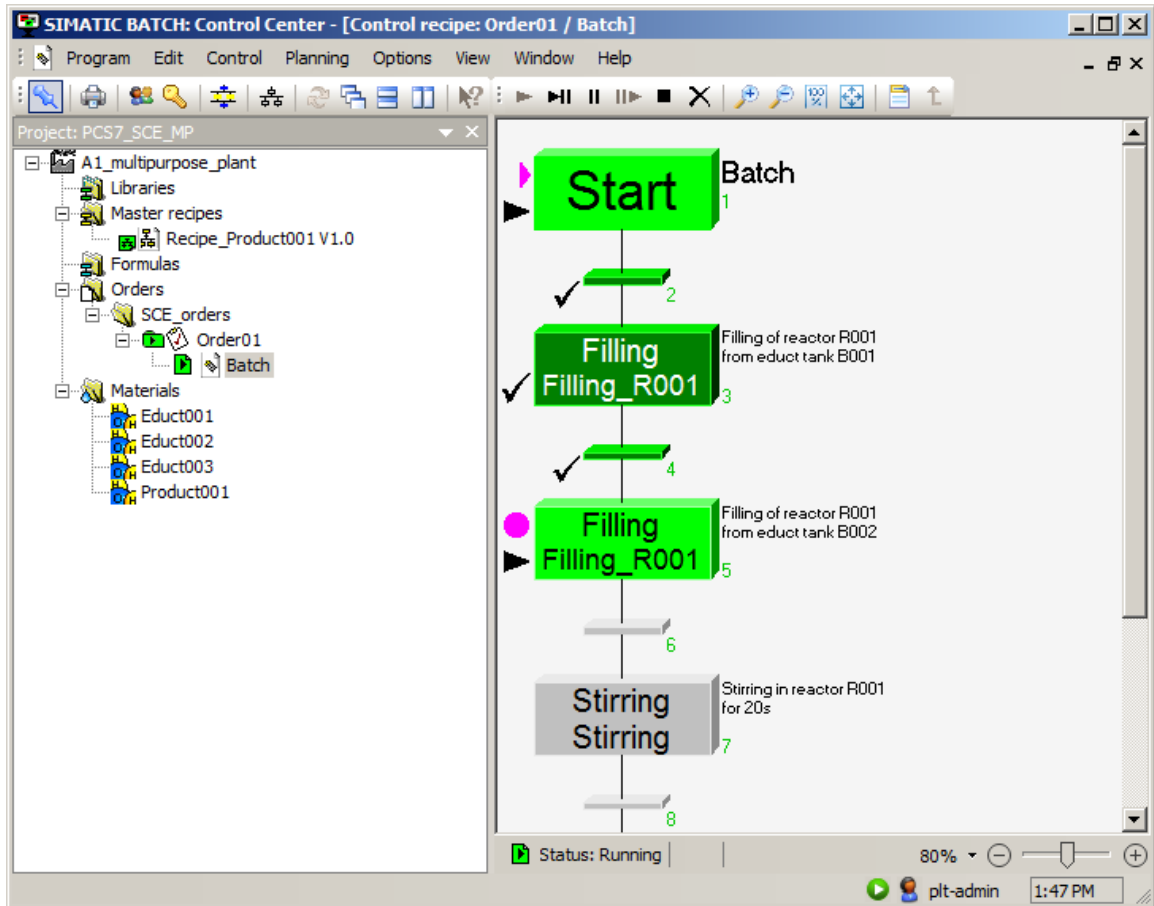 SIMATIC BATCH: Control Center - [Control recipe: Order01 / Batch]
Program Edit Control Planning Options View Window Help
Project: PCS7_SCE_MP
A1_multipurpose_plant
Libraries
Master recipes
Recipe_Product001 V1.0
Formulas
Orders
SCE_orders
Order01
Batch
Materials
Educt001
Educt002
Educt003
Product001
Start
Batch
1
2
Filling
Filling_R001
Filling of reactor R001
from educt tank B001
3
4
Filling
Filling_R001
Filling of reactor R001
from educt tank B002
5
6
Stirring
Stirring
Stirring in reactor R001
for 20s
7
8
Status: Running
80%
plt-admin
1:47 PM